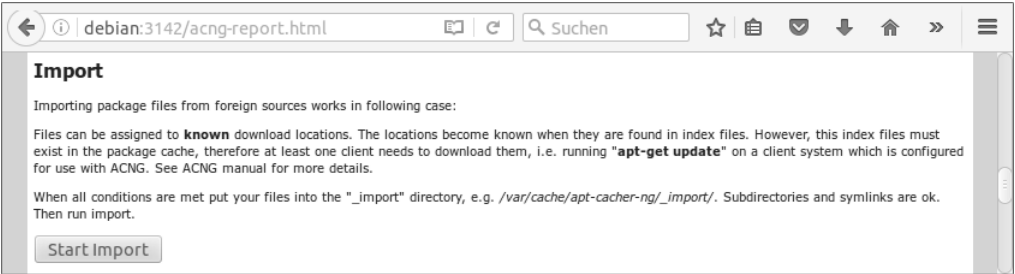 debian:3142/acng-report.html
Suchen
Import
Importing package files from foreign sources works in following case:
Files can be assigned to known download locations. The locations become known when they are found in index files. However, this index files must
exist in the package cache, therefore at least one client needs to download them, i.e. running "apt-get update" on a client system which is configured
for use with ACNG. See ACNG manual for more details.
When all conditions are met put your files into the "_import" directory, e.g. /var/cache/apt-cacher-ng/_import/. Subdirectories and symlinks are ok.
Then run import.
Start Import